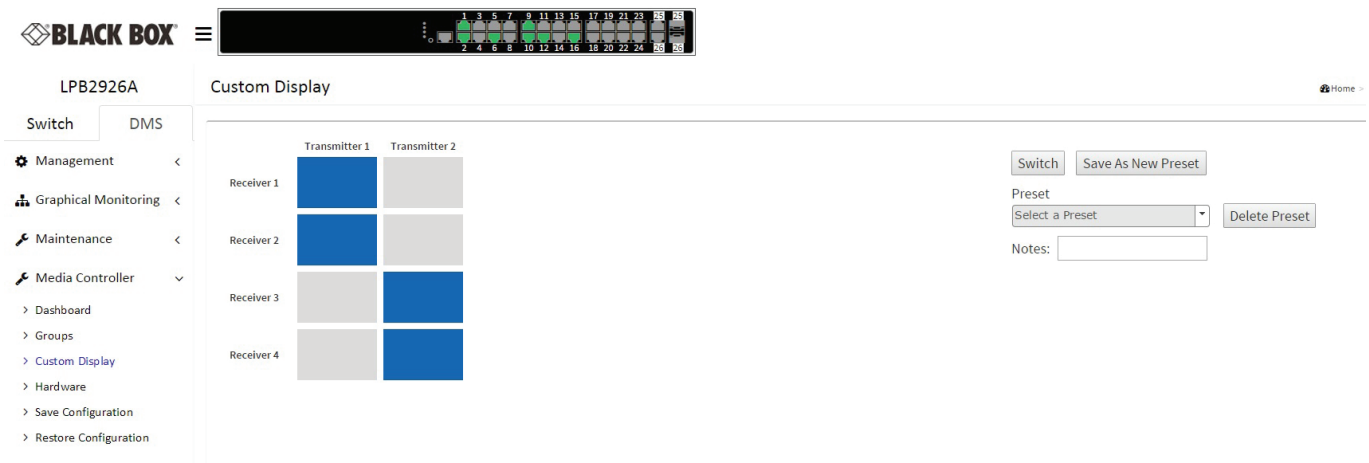 BLACK BOX®
1 3 5 7 9 11 13 15 17 19 21 23 25 25
2 4 6 8 10 12 14 16 18 20 22 24 26 26
LPB2926A
Custom Display
Home >
Switch DMS
Management
Graphical Monitoring
Maintenance
Media Controller
> Dashboard
> Groups
> Custom Display
> Hardware
> Save Configuration
> Restore Configuration
Transmitter 1 Transmitter 2
Receiver 1
Receiver 2
Receiver 3
Receiver 4
Switch Save As New Preset
Preset
Select a Preset Delete Preset
Notes: